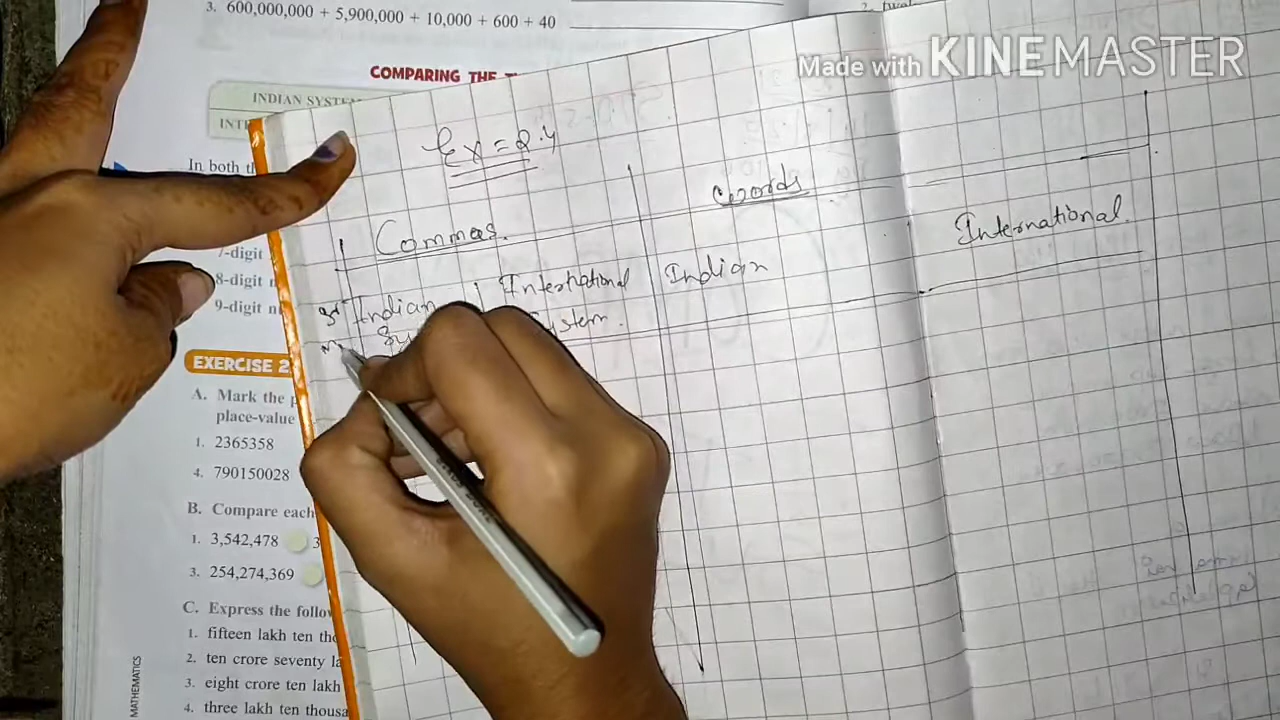 3. 600,000,000 + 5,900,000 + 10,000 + 600 + 40
Made with KINEMASTER
COMPARING THE
INDIAN SYSTEM
In both
Ex = 2.4
Commas.
Words
Indian
International
System.
Indian
International.
7-digit
8-digit
9-digit
EXERCISE 2
A. Mark the
place-value
1. 2365358
4. 790150028
B. Compare each
1. 3,542,478
3. 254,274,369
C. Express the
1. fifteen lakh ten
2. ten crore seventy
3. eight crore ten lakh
4. three lakh ten
MATHEMATICS